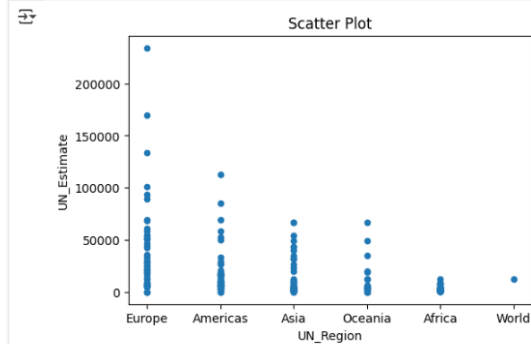 Scatter Plot
UN_Estimate
200000
150000
100000
50000
0
Europe Americas Asia Oceania Africa World
UN_Region